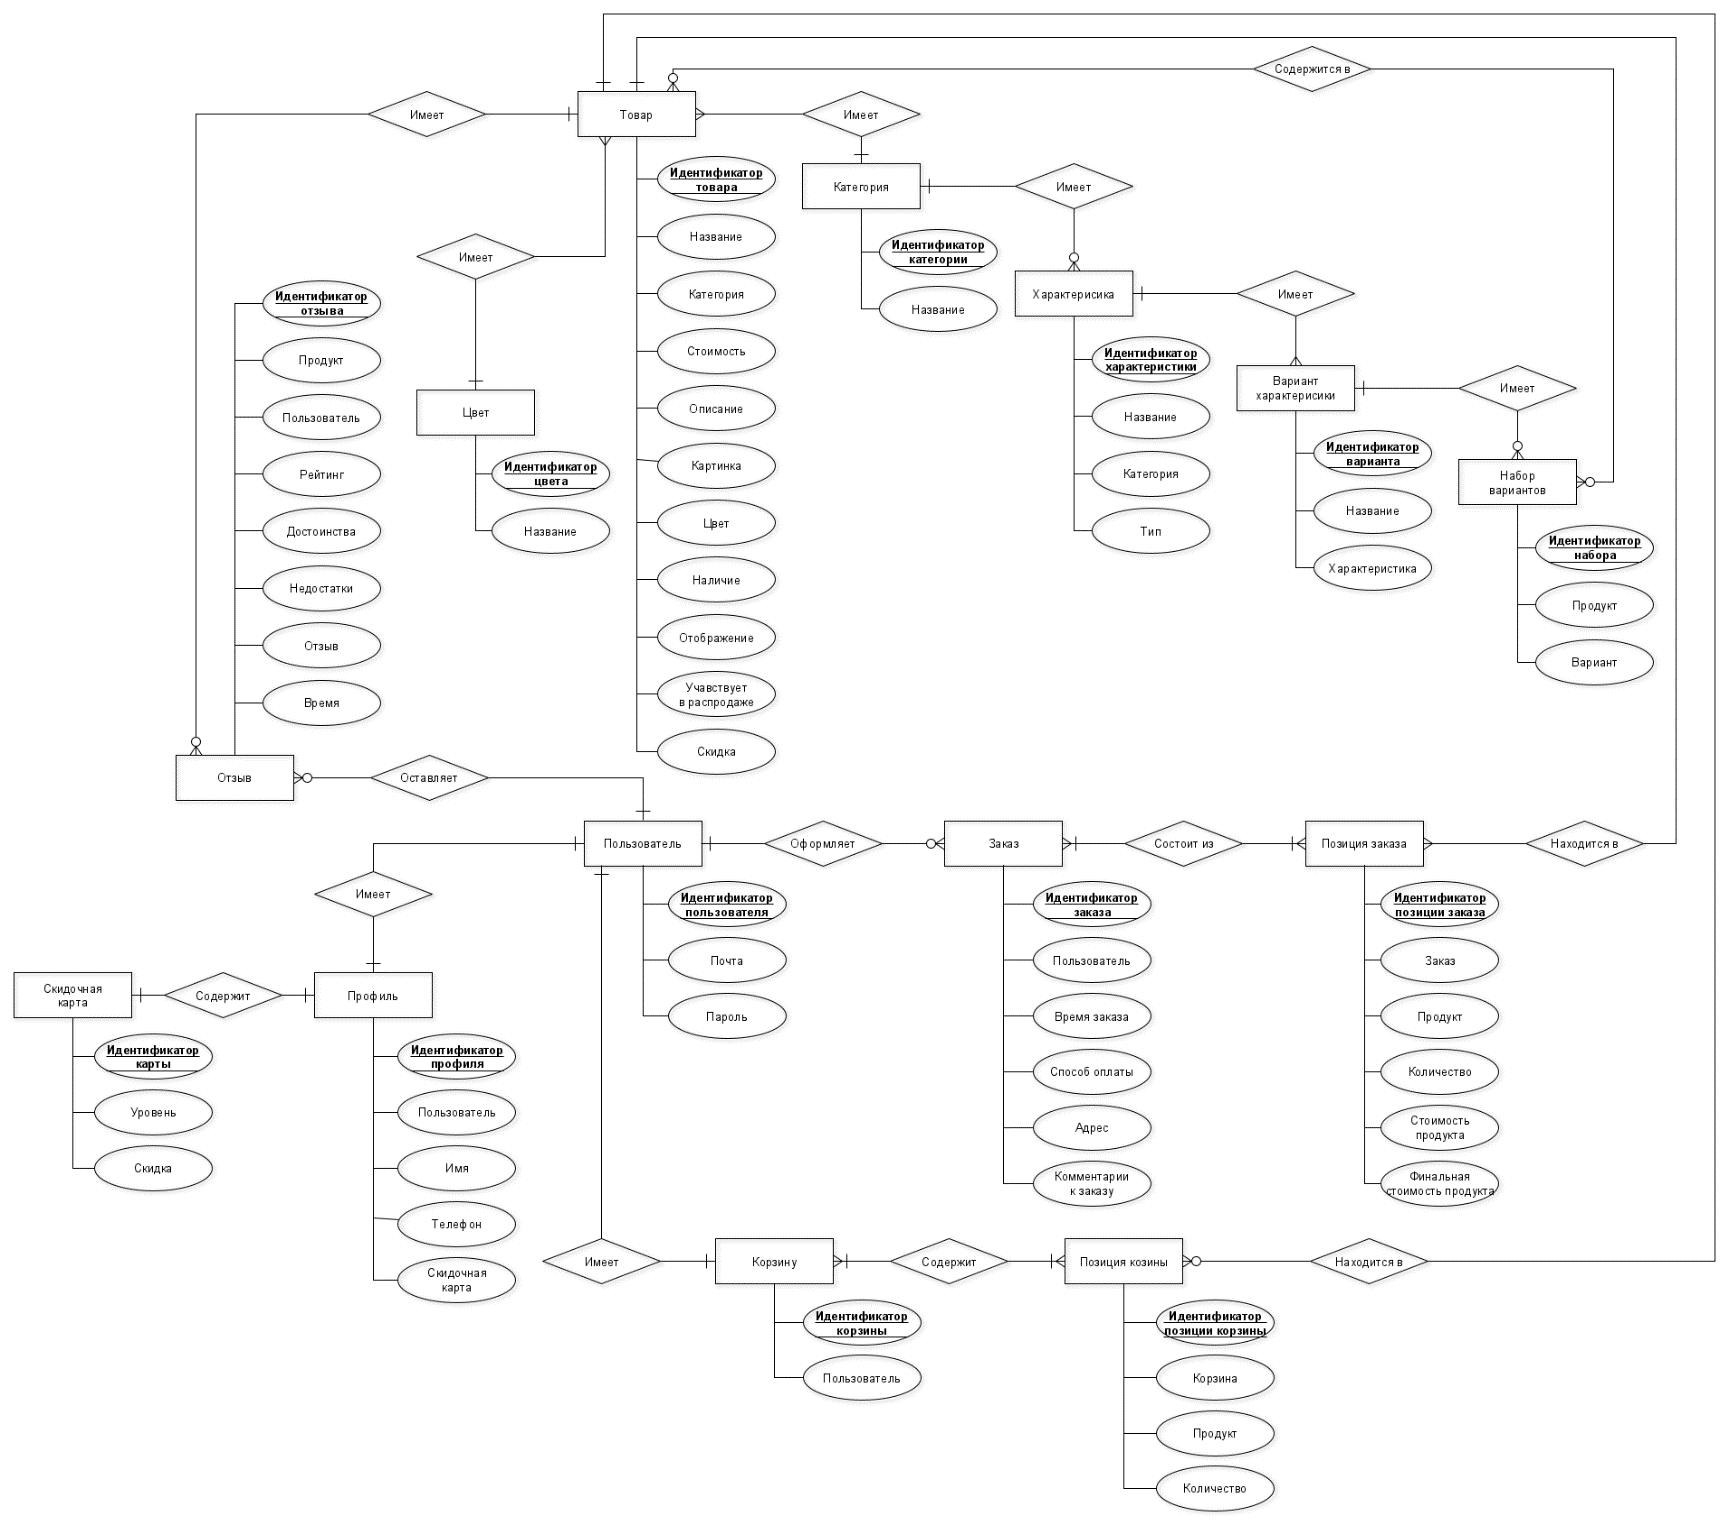 Содержится в
Имеет
Товар
Имеет
Идентификатор
товара
Название
Категория
Стоимость
Описание
Картинка
Цвет
Наличие
Отображение
Учавствует
в распродаже
Скидка
Категория
Имеет
Идентификатор
категории
Название
Характерисика
Имеет
Идентификатор
характеристики
Название
Категория
Тип
Вариант
характерисики
Имеет
Идентификатор
варианта
Название
Характеристика
Набор
вариантов
Идентификатор
набора
Продукт
Вариант
Имеет
Цвет
Идентификатор
цвета
Название
Идентификатор
отзыва
Продукт
Пользователь
Рейтинг
Достоинства
Недостатки
Отзыв
Время
Отзыв
Оставляет
Пользователь
Оформляет
Заказ
Состоит из
Позиция заказа
Находится в
Идентификатор
пользователя
Почта
Пароль
Идентификатор
заказа
Пользователь
Время заказа
Способ оплаты
Адрес
Комментарии
к заказу
Идентификатор
позиции заказа
Заказ
Продукт
Количество
Стоимость
продукта
Финальная
стоимость продукта
Имеет
Скидочная
карта
Содержит
Профиль
Идентификатор
карты
Уровень
Скидка
Идентификатор
профиля
Пользователь
Имя
Телефон
Скидочная
карта
Имеет
Корзину
Содержит
Позиция козины
Находится в
Идентификатор
корзины
Пользователь
Идентификатор
позиции корзины
Корзина
Продукт
Количество